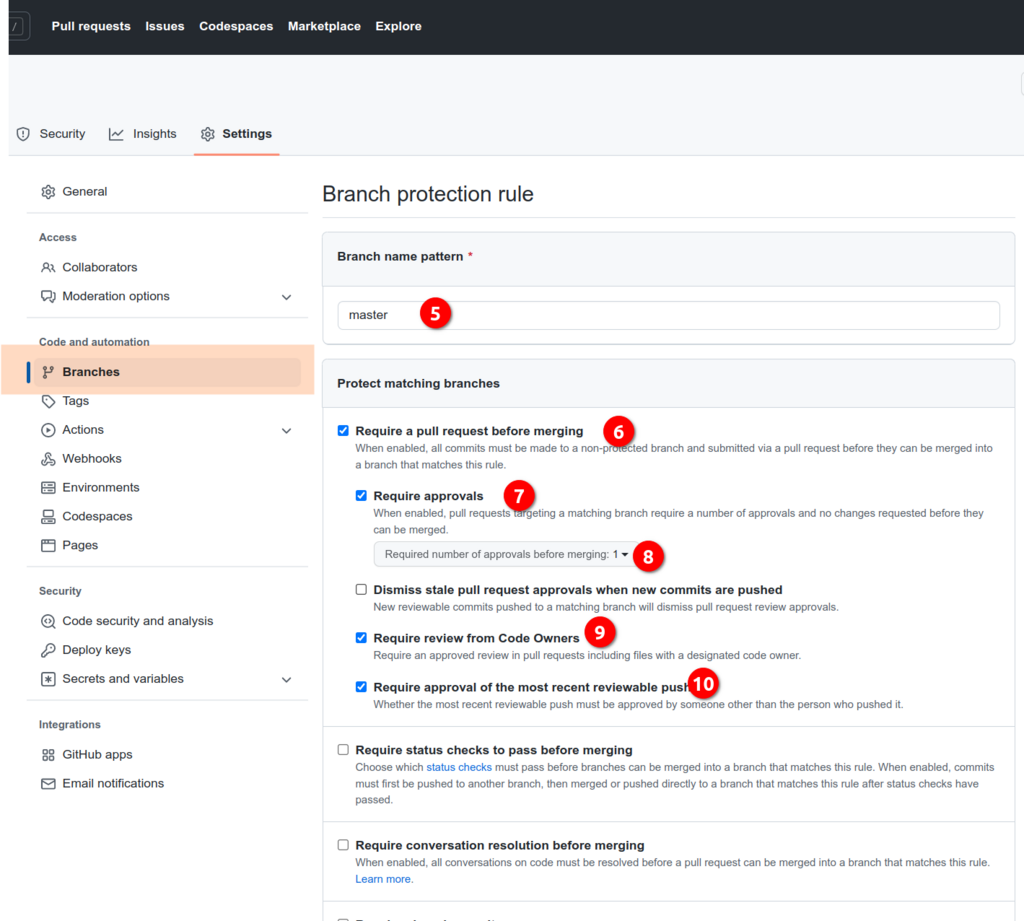 /
Pull requests Issues Codespaces Marketplace Explore
Security Insights Settings
General
Access
Collaborators
Moderation options
Code and automation
Branches
Tags
Actions
Webhooks
Environments
Codespaces
Pages
Security
Code security and analysis
Deploy keys
Secrets and variables
Integrations
GitHub apps
Email notifications
Branch protection rule
Branch name pattern *
master 5
Protect matching branches
Require a pull request before merging 6
When enabled, all commits must be made to a non-protected branch and submitted via a pull request before they can be merged into
a branch that matches this rule.
Require approvals 7
When enabled, pull requests targeting a matching branch require a number of approvals and no changes requested before they
can be merged.
Required number of approvals before merging: 1 8
Dismiss stale pull request approvals when new commits are pushed
New reviewable commits pushed to a matching branch will dismiss pull request review approvals.
Require review from Code Owners 9
Require an approved review in pull requests including files with a designated code owner.
Require approval of the most recent reviewable push 10
Whether the most recent reviewable push must be approved by someone other than the person who pushed it.
Require status checks to pass before merging
Choose which status checks must pass before branches can be merged into a branch that matches this rule. When enabled, commits
must first be pushed to another branch, then merged or pushed directly to a branch that matches this rule after status checks have
passed.
Require conversation resolution before merging
When enabled, all conversations on code must be resolved before a pull request can be merged into a branch that matches this rule.
Learn more.